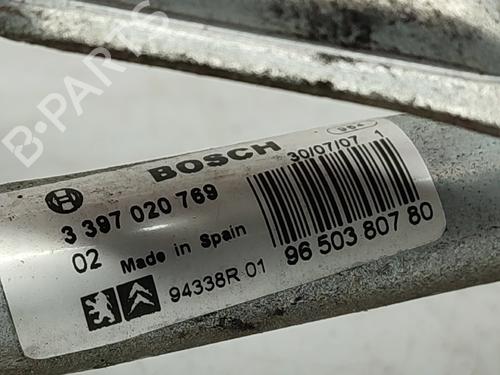 B-PARTS
BOSCH
30/07/07 1
3 397 020 769
02 Made in Spain
96 503 807 80
94338R 01